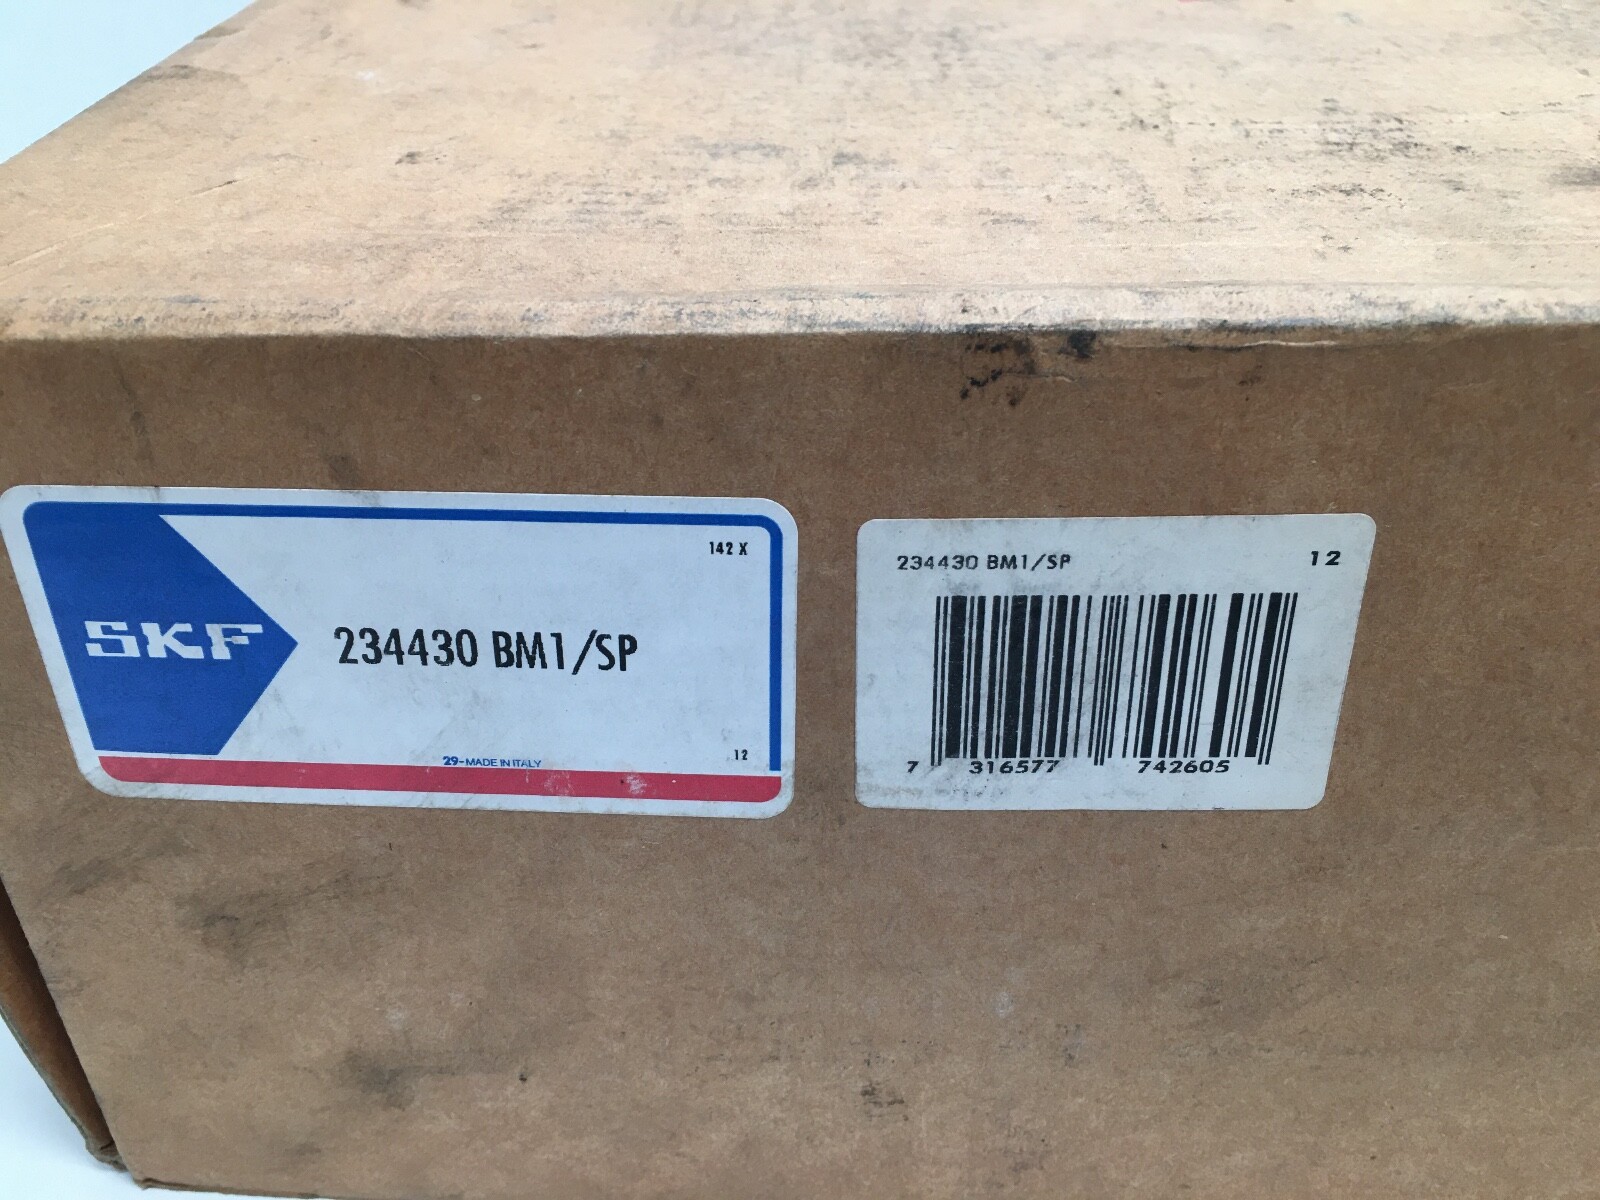 142 X
SKF
234430 BM1/SP
12
29-MADE IN ITALY
234430 BM1/SP 12
7 316577 742605